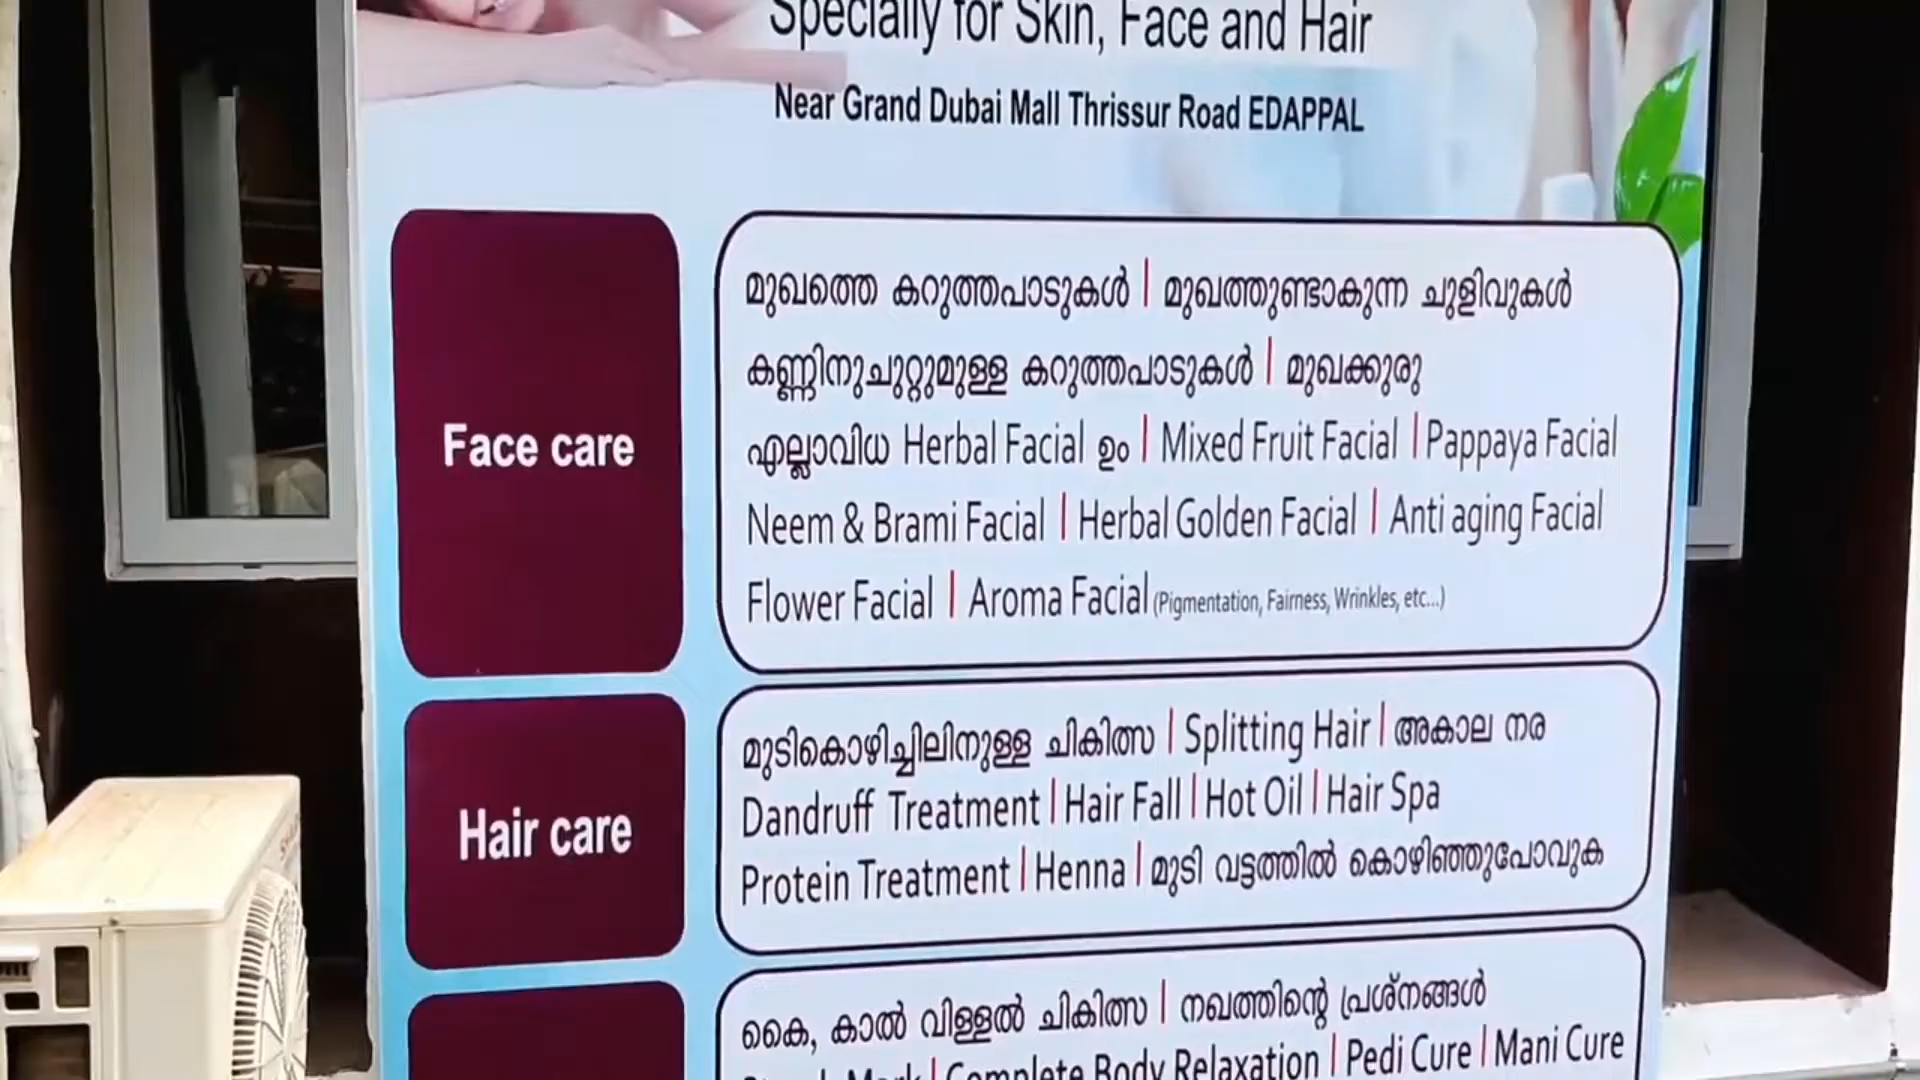 Specially for Skin, Face and Hair
Near Grand Dubai Mall Thrissur Road EDAPPAL
Face care
മുഖത്തെ കറുത്തപാടുകൾ | മുഖത്തുണ്ടാകുന്ന ചുളിവുകൾ
കണ്ണിനുചുറ്റുമുള്ള കറുത്തപാടുകൾ | മുഖക്കുരു
എല്ലാവിധ Herbal Facial ഉം | Mixed Fruit Facial | Pappaya Facial
Neem & Brami Facial | Herbal Golden Facial | Anti aging Facial
Flower Facial | Aroma Facial (Pigmentation, Fairness, Wrinkles, etc...)
Hair care
മുടികൊഴിച്ചിലിനുള്ള ചികിത്സ | Splitting Hair | അകാല നര
Dandruff Treatment | Hair Fall | Hot Oil | Hair Spa
Protein Treatment | Henna | മുടി വട്ടത്തിൽ കൊഴിഞ്ഞുപോവുക
കൈ, കാൽ വിള്ളൽ ചികിത്സ | നഖത്തിന്റെ പ്രശ്നങ്ങൾ
Mark | Complete Body Relaxation | Pedi Cure | Mani Cure